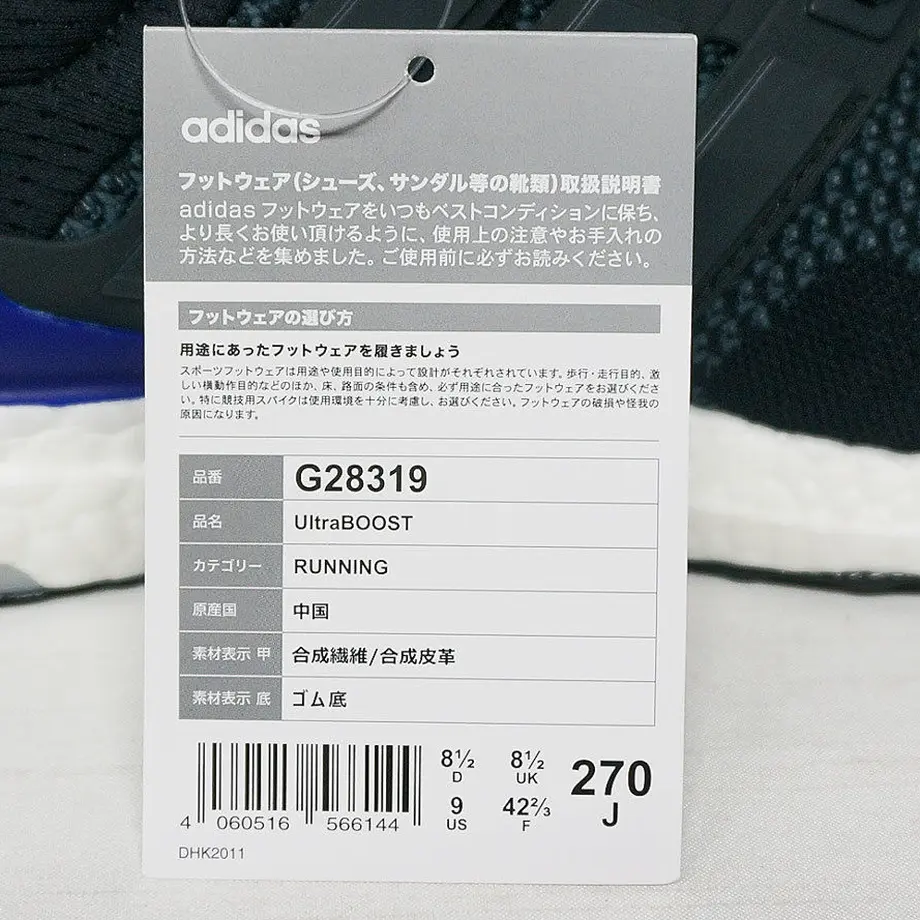 adidas
フットウェア(シューズ、サンダル等の靴類)取扱説明書
adidas フットウェアをいつもベストコンディションに保ち、
より長くお使い頂けるように、使用上の注意やお手入れの
方法などを集めました。ご使用前に必ずお読みください。
フットウェアの選び方
用途にあったフットウェアを履きましょう
スポーツフットウェアは用途や使用目的によって設計がそれぞれされています。歩行・走行目的、激
しい横動作目的などのほか、床、路面の条件も含め、必ず用途に合ったフットウェアをお選びくださ
い。特に競技用スパイクは使用環境を十分に考慮し、お選びください。フットウェアの破損や怪我の
原因になります。
品番 G28319
品名 UltraBOOST
カテゴリー RUNNING
原産国 中国
素材表示 甲 合成繊維/合成皮革
素材表示 底 ゴム底
8½ D 8½ UK
9 US 42⅔ F
270 J
4 060516 566144
DHK2011